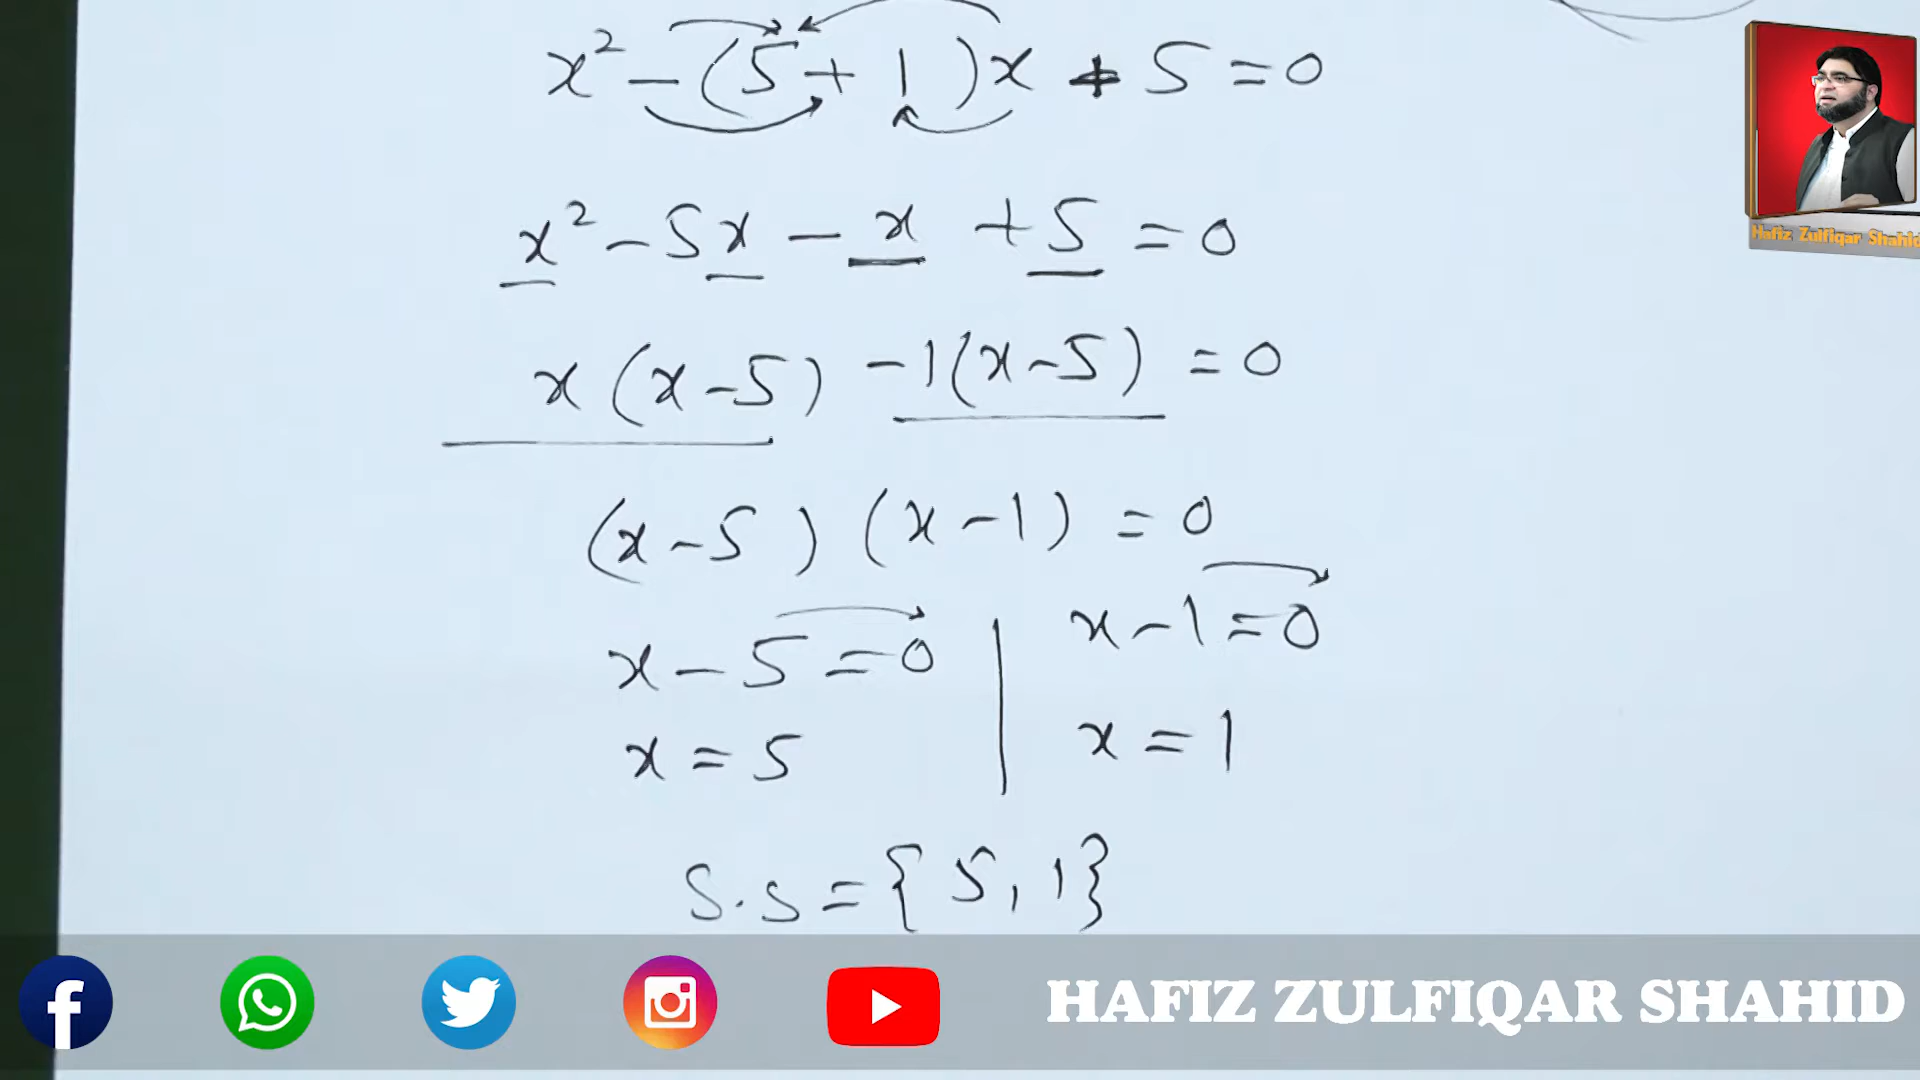 x² - (5 + 1)x + 5 = 0
Hafiz Zulfiqar Shahid
x² - 5x - x + 5 = 0
x(x-5) -1(x-5) = 0
(x-5) (x-1) = 0
x - 5 = 0 | x - 1 = 0
x = 5 | x = 1
S.S = {5, 1}
HAFIZ ZULFIQAR SHAHID